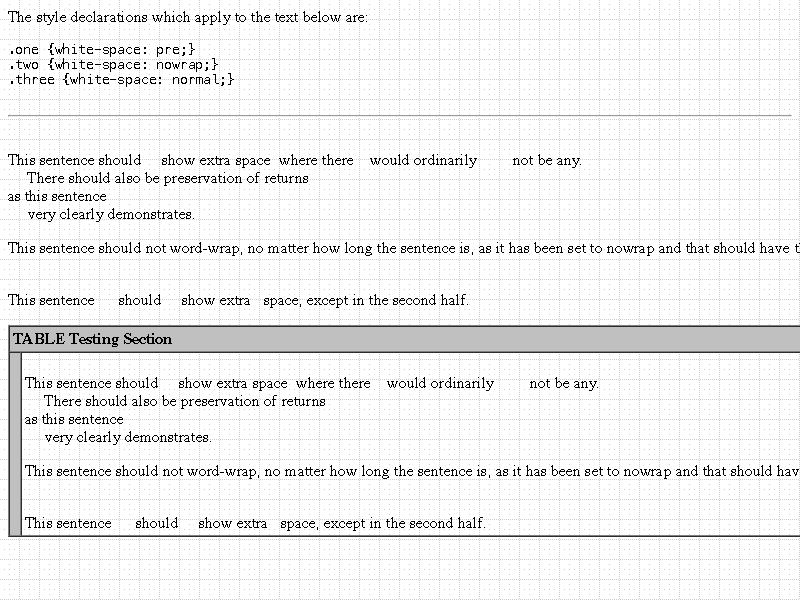 The style declarations which apply to the text below are:
.one {white-space: pre;}
.two {white-space: nowrap;}
.three {white-space: normal;}
This sentence should     show extra space  where there    would ordinarily         not be any.
     There should also be preservation of returns
as this sentence
     very clearly demonstrates.
This sentence should not word-wrap, no matter how long the sentence is, as it has been set to nowrap and that should have
This sentence      should     show extra   space, except in the second half.
TABLE Testing Section
This sentence should     show extra space  where there    would ordinarily         not be any.
     There should also be preservation of returns
as this sentence
     very clearly demonstrates.
This sentence should not word-wrap, no matter how long the sentence is, as it has been set to nowrap and that should
This sentence      should     show extra   space, except in the second half.